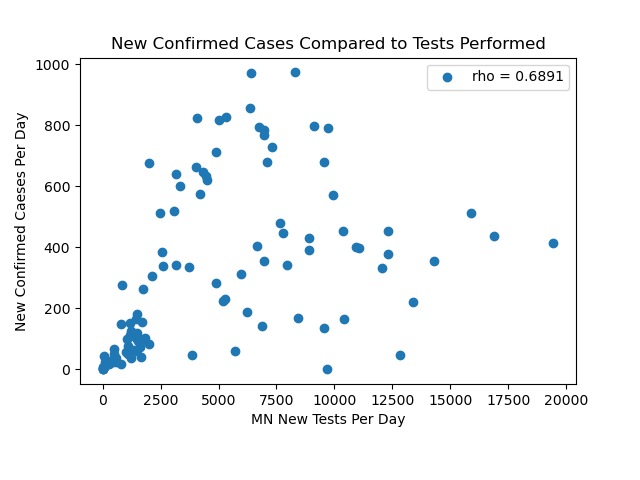 New Confirmed Cases Compared to Tests Performed
rho = 0.6891
New Confirmed Caeses Per Day
1000
800
600
400
200
0
0 2500 5000 7500 10000 12500 15000 17500 20000
MN New Tests Per Day